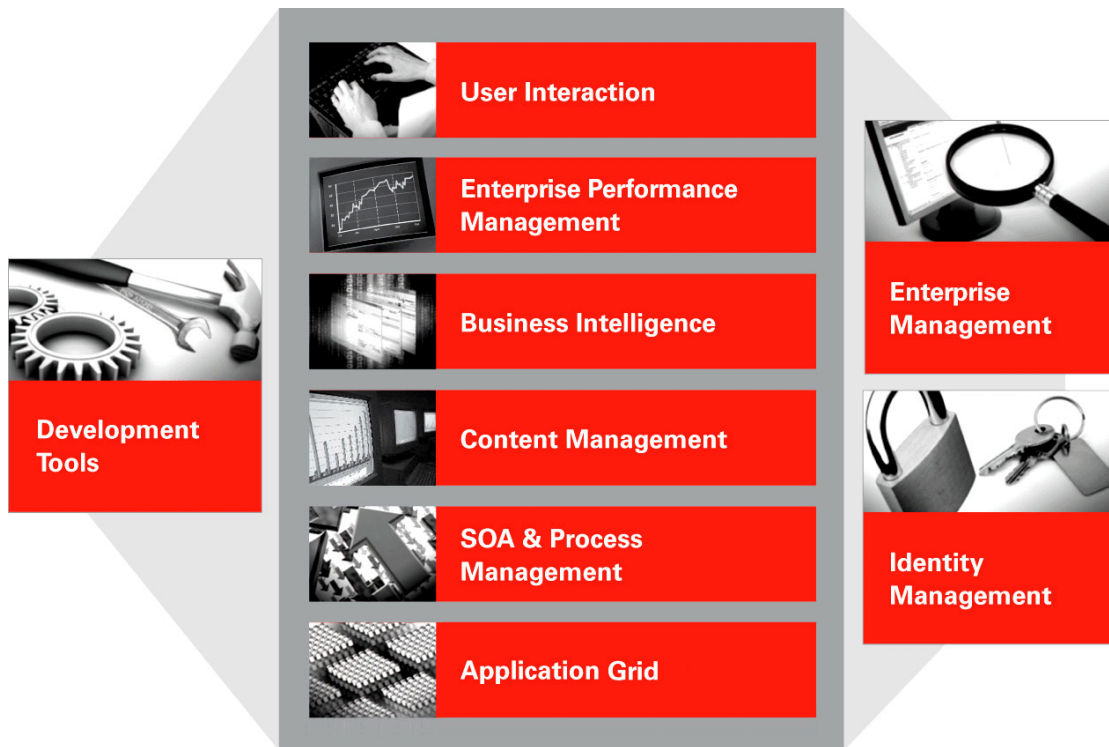 User Interaction
Enterprise Performance
Management
Business Intelligence
Content Management
SOA & Process
Management
Application Grid
Development
Tools
Enterprise
Management
Identity
Management